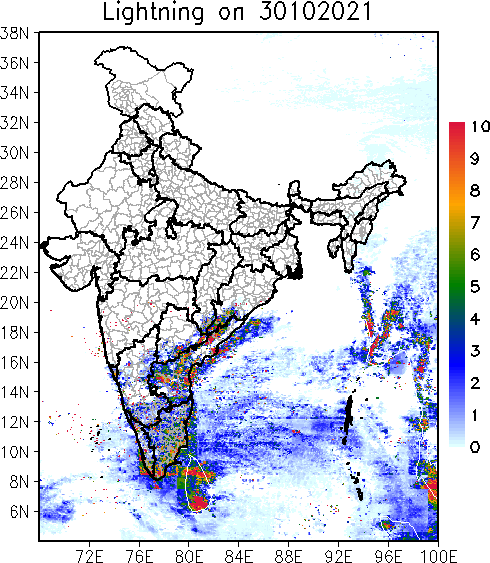 Lightning on 30102021
38N
36N
34N
32N
30N
28N
26N
24N
22N
20N
18N
16N
14N
12N
10N
8N
6N
72E 76E 80E 84E 88E 92E 96E 100E
10
9
8
7
6
5
4
3
2
1
0